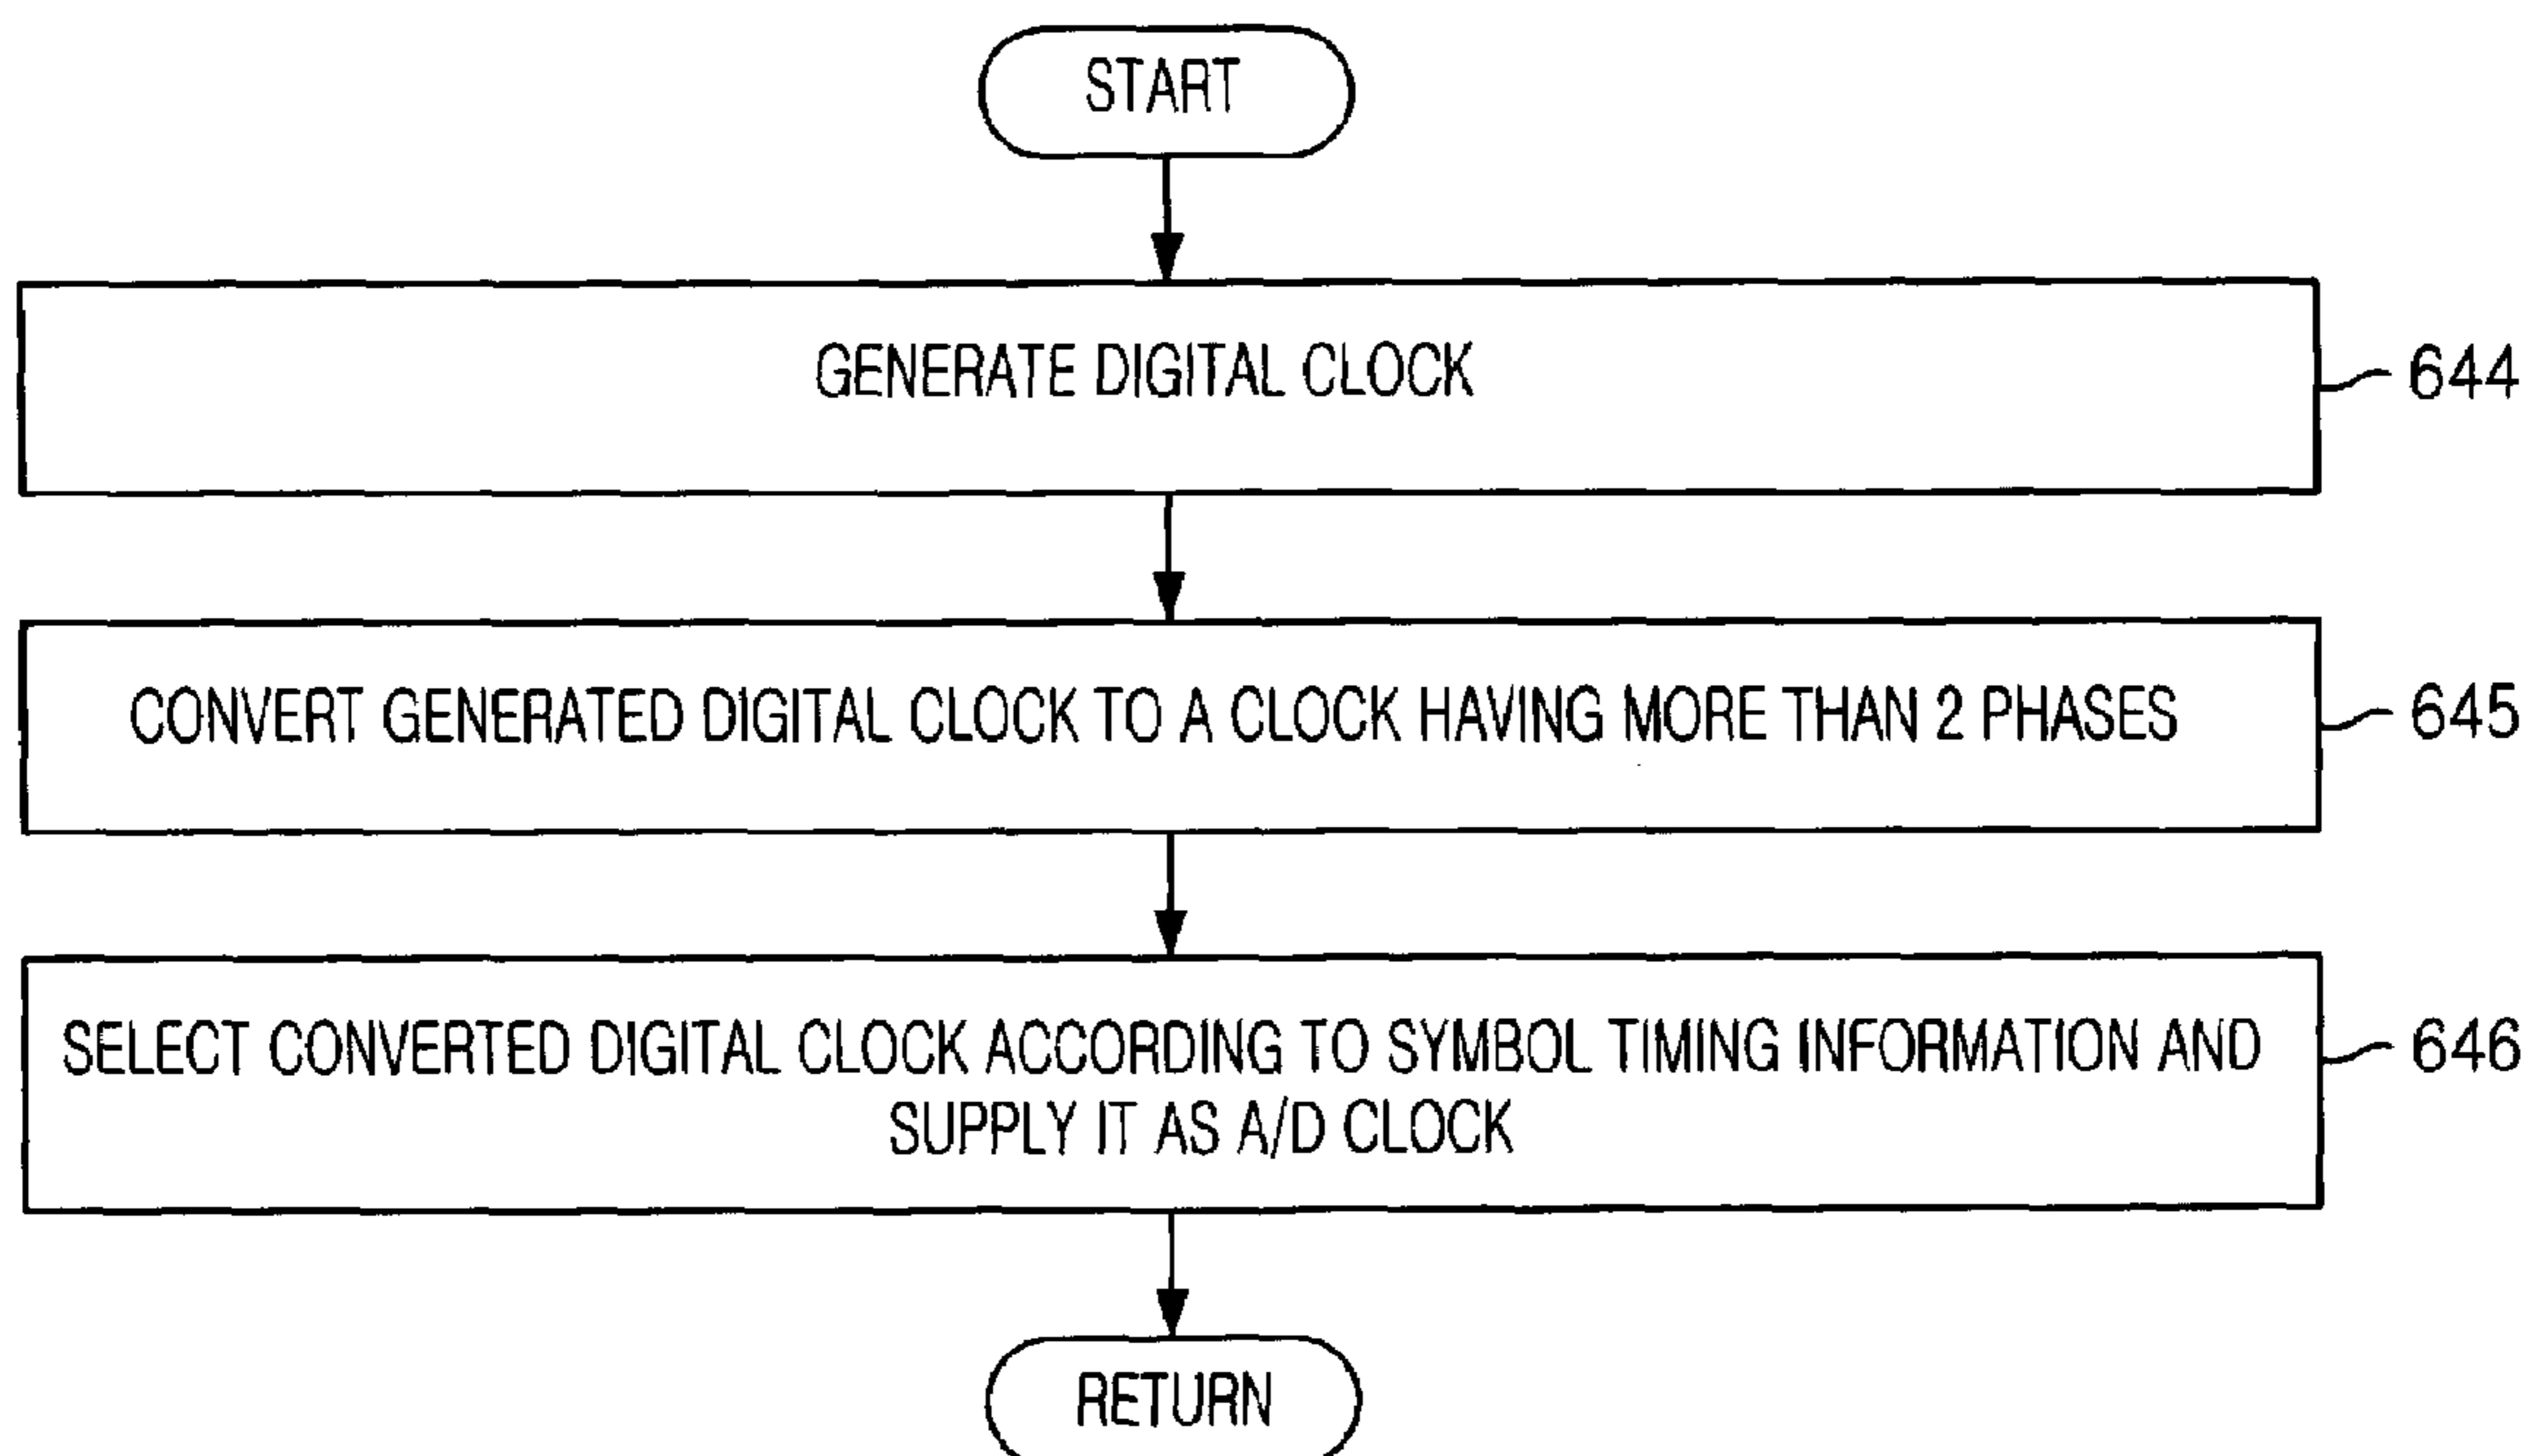 START
GENERATE DIGITAL CLOCK
644
CONVERT GENERATED DIGITAL CLOCK TO A CLOCK HAVING MORE THAN 2 PHASES
645
SELECT CONVERTED DIGITAL CLOCK ACCORDING TO SYMBOL TIMING INFORMATION AND
SUPPLY IT AS A/D CLOCK
646
RETURN